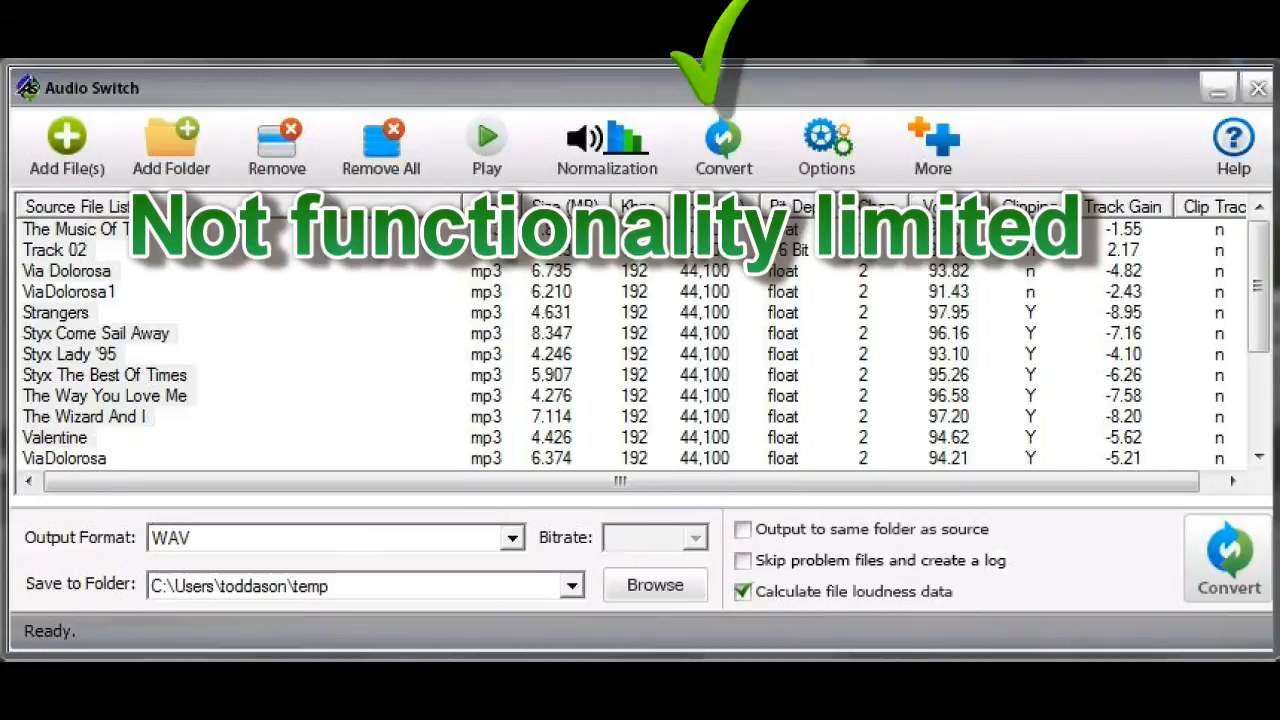 Audio Switch
Add File(s) Add Folder Remove Remove All Play Normalization Convert Options More Help
Source File List Track Gain Clip Trac
Not functionality limited
The Music Of -1.55 n
Track 02 Bit 2.17 n
Via Dolorosa mp3 6.735 192 44,100 float 2 93.82 n -4.82 n
ViaDolorosa1 mp3 6.210 192 44,100 float 2 91.43 n -2.43 n
Strangers mp3 4.631 192 44,100 float 2 97.95 Y -8.95 n
Styx Come Sail Away mp3 8.347 192 44,100 float 2 96.16 Y -7.16 n
Styx Lady '95 mp3 4.246 192 44,100 float 2 93.10 Y -4.10 n
Styx The Best Of Times mp3 5.907 192 44,100 float 2 95.26 Y -6.26 n
The Way You Love Me mp3 4.276 192 44,100 float 2 96.58 Y -7.58 n
The Wizard And I mp3 7.114 192 44,100 float 2 97.20 Y -8.20 n
Valentine mp3 4.426 192 44,100 float 2 94.62 Y -5.62 n
ViaDolorosa mp3 6.374 192 44,100 float 2 94.21 Y -5.21 n
Output Format: WAV Bitrate:
Output to same folder as source
Skip problem files and create a log
Save to Folder: C:\Users\toddason\temp Browse
Calculate file loudness data
Convert
Ready.